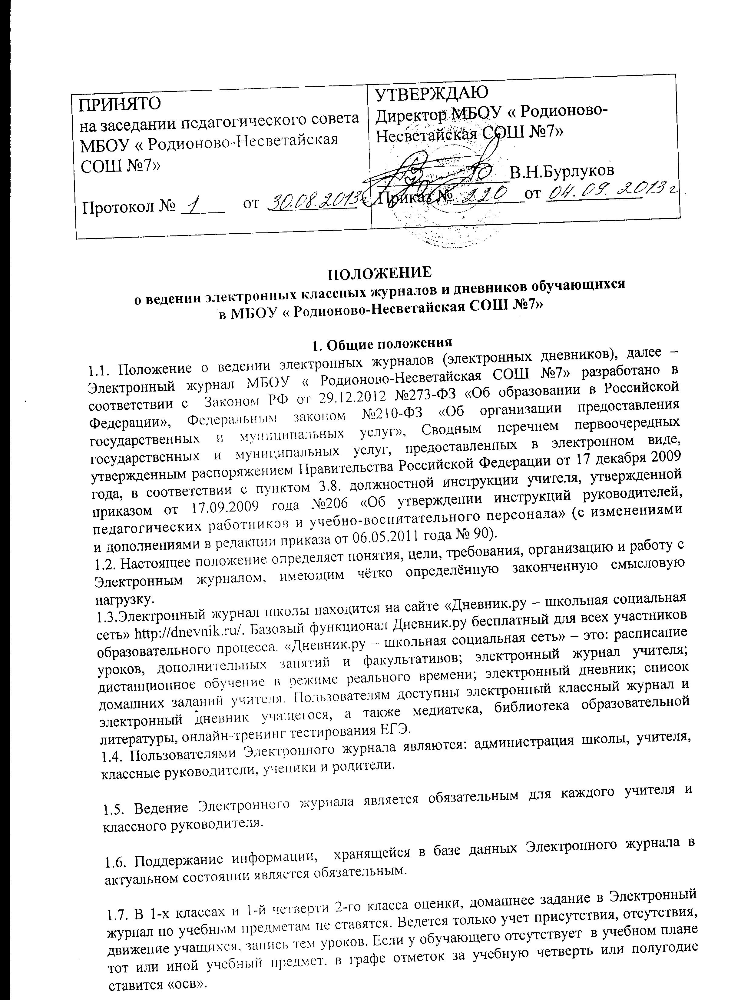 ПРИНЯТО
на заседании педагогического совета
МБОУ « Родионово-Несветайская
СОШ №7»
Протокол № 1 от 30.08.2013г
УТВЕРЖДАЮ
Директор МБОУ « Родионово-
Несветайская СОШ №7»
В.Н.Бурлуков
Приказ № 220 от 04.09.2013г.
МБОУ
ПОЛОЖЕНИЕ
о ведении электронных классных журналов и дневников обучающихся
в МБОУ « Родионово-Несветайская СОШ №7»
1. Общие положения
1.1. Положение о ведении электронных журналов (электронных дневников), далее –
Электронный журнал МБОУ « Родионово-Несветайская СОШ №7» разработано в
соответствии с Законом РФ от 29.12.2012 №273-ФЗ «Об образовании в Российской
Федерации», Федеральным законом №210-ФЗ «Об организации предоставления
государственных и муниципальных услуг», Сводным перечнем первоочередных
государственных и муниципальных услуг, предоставленных в электронном виде,
утвержденным распоряжением Правительства Российской Федерации от 17 декабря 2009
года, в соответствии с пунктом 3.8. должностной инструкции учителя, утвержденной
приказом от 17.09.2009 года №206 «Об утверждении инструкций руководителей,
педагогических работников и учебно-воспитательного персонала» (с изменениями
и дополнениями в редакции приказа от 06.05.2011 года № 90).
1.2. Настоящее положение определяет понятия, цели, требования, организацию и работу с
Электронным журналом, имеющим чётко определённую законченную смысловую
нагрузку.
1.3.Электронный журнал школы находится на сайте «Дневник.ру – школьная социальная
сеть» http://dnevnik.ru/. Базовый функционал Дневник.ру бесплатный для всех участников
образовательного процесса. «Дневник.ру – школьная социальная сеть» – это: расписание
уроков, дополнительных занятий и факультативов; электронный журнал учителя;
дистанционное обучение в режиме реального времени; электронный дневник; список
домашних заданий учителя. Пользователям доступны электронный классный журнал и
электронный дневник учащегося, а также медиатека, библиотека образовательной
литературы, онлайн-тренинг тестирования ЕГЭ.
1.4. Пользователями Электронного журнала являются: администрация школы, учителя,
классные руководители, ученики и родители.
1.5. Ведение Электронного журнала является обязательным для каждого учителя и
классного руководителя.
1.6. Поддержание информации, хранящейся в базе данных Электронного журнала в
актуальном состоянии является обязательным.
1.7. В 1-х классах и 1-й четверти 2-го класса оценки, домашнее задание в Электронный
журнал по учебным предметам не ставятся. Ведется только учет присутствия, отсутствия,
движение учащихся, запись тем уроков. Если у обучающего отсутствует в учебном плане
тот или иной учебный предмет, в графе отметок за учебную четверть или полугодие
ставится «осв».